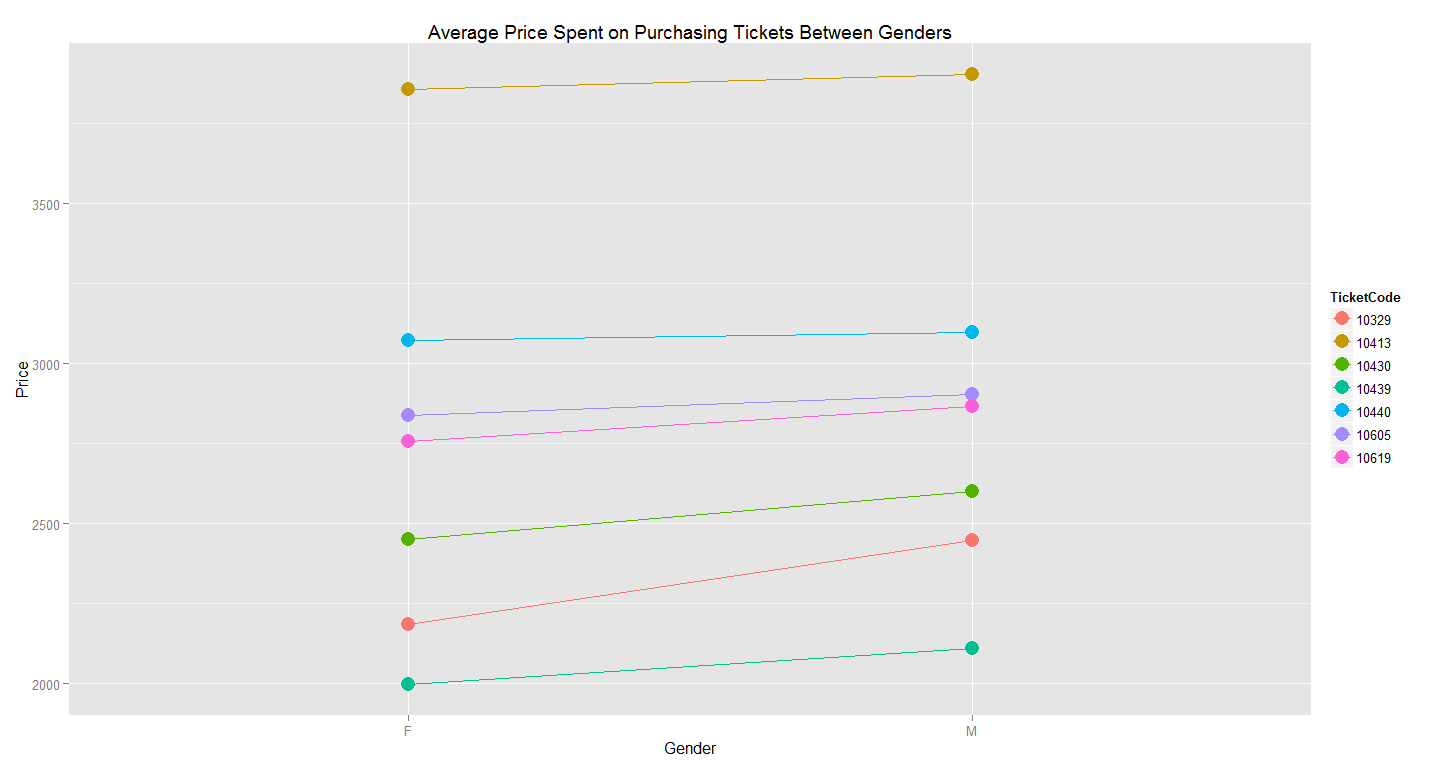 Average Price Spent on Purchasing Tickets Between Genders
3500
3000
2500
2000
Price
F
M
Gender
TicketCode
10329
10413
10430
10439
10440
10605
10619